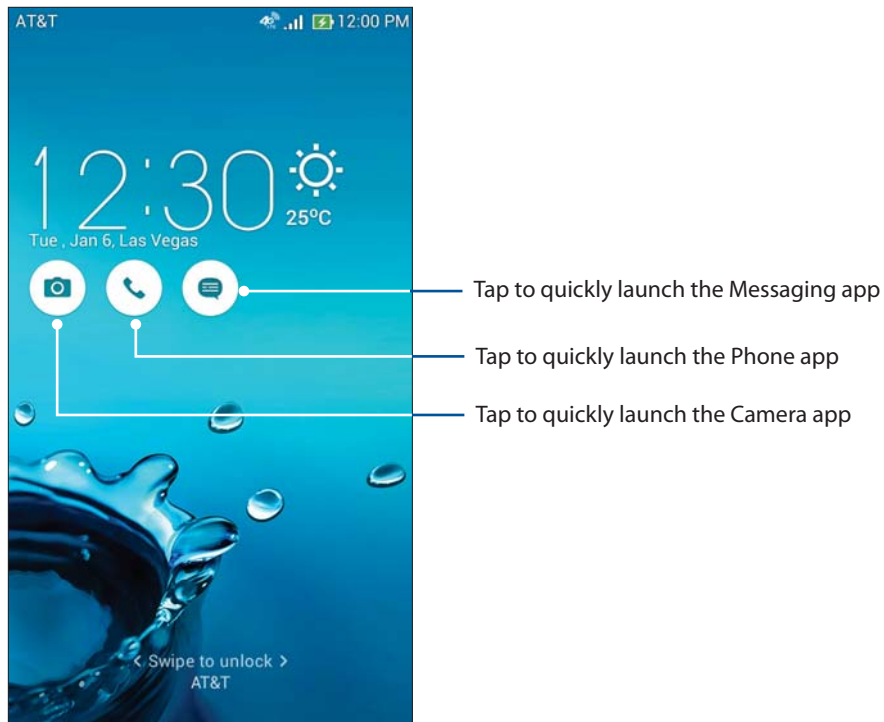 AT&T 12:00 PM
12:30
25°C
Tue , Jan 6, Las Vegas
Tap to quickly launch the Messaging app
Tap to quickly launch the Phone app
Tap to quickly launch the Camera app
< Swipe to unlock >
AT&T